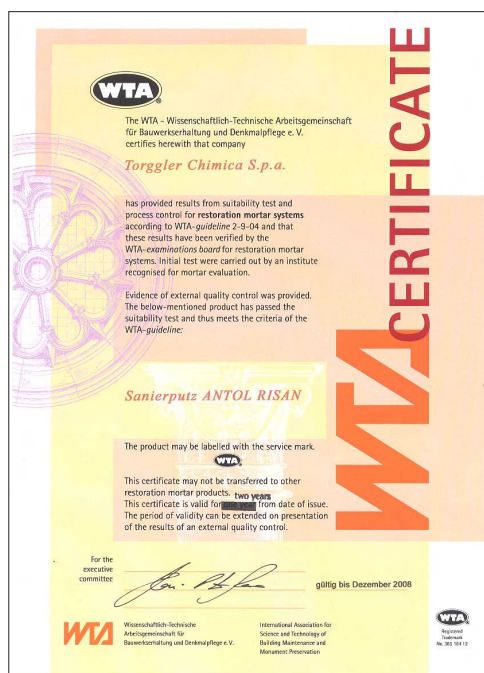 WTA
CERTIFICATE
The WTA – Wissenschaftlich-Technische Arbeitsgemeinschaft
für Bauwerkserhaltung und Denkmalpflege e. V.
certifies herewith that company
Torggler Chimica S.p.a.
has provided results from suitability test and
process control for restoration mortar systems
according to WTA-guideline 2-9-04 and that
these results have been verified by the
WTA-examinations board for restoration mortar
systems. Initial test were carried out by an institute
recognised for mortar evaluation.
Evidence of external quality control was provided.
The below-mentioned product has passed the
suitability test and thus meets the criteria of the
WTA-guideline:
WTA
Sanierputz ANTOL RISAN
The product may be labelled with the service mark.
WTA
This certificate may not be transferred to other
restoration mortar products. two years
This certificate is valid for one year from date of issue.
The period of validity can be extended on presentation
of the results of an external quality control.
For the
executive
committee
gültig bis Dezember 2008
WTA
Wissenschaftlich-Technische
Arbeitsgemeinschaft für
Bauwerkserhaltung und Denkmalpflege e. V.
International Association for
Science and Technology of
Building Maintenance and
Monument Preservation
WTA
Registered
Trademark